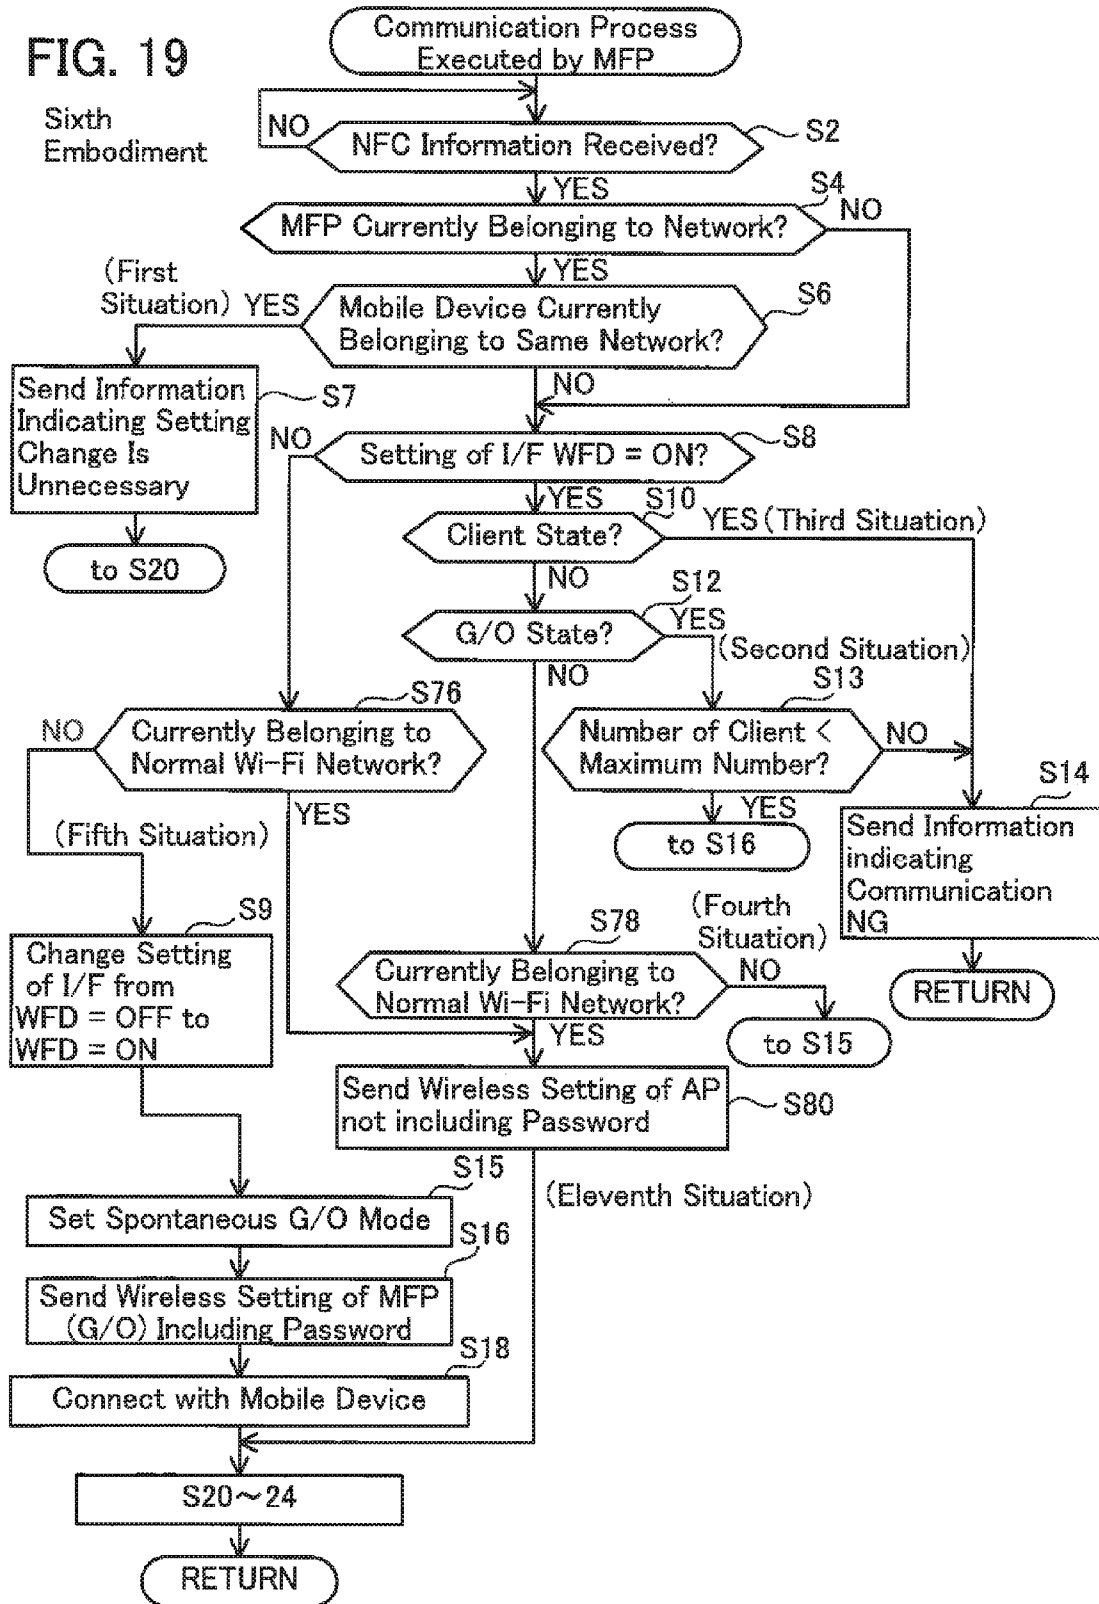 FIG. 19
Sixth
Embodiment
Communication Process
Executed by MFP
NO
NFC Information Received?
S2
YES
S4
MFP Currently Belonging to Network?
NO
YES
(First
Situation) YES
Mobile Device Currently
Belonging to Same Network?
S6
NO
Send Information
Indicating Setting
Change Is
Unnecessary
S7
to S20
NO
Setting of I/F WFD = ON?
S8
YES
S10
Client State?
YES (Third Situation)
NO
S12
G/O State?
YES
(Second Situation)
NO
S13
Number of Client <
Maximum Number?
NO
YES
to S16
S14
Send Information
indicating
Communication
NG
RETURN
S76
NO
Currently Belonging to
Normal Wi-Fi Network?
YES
(Fifth Situation)
S9
Change Setting
of I/F from
WFD = OFF to
WFD = ON
S78
(Fourth
Situation)
Currently Belonging to
Normal Wi-Fi Network?
NO
YES
to S15
Send Wireless Setting of AP
not including Password
S80
(Eleventh Situation)
S15
Set Spontaneous G/O Mode
S16
Send Wireless Setting of MFP
(G/O) Including Password
S18
Connect with Mobile Device
S20~24
RETURN